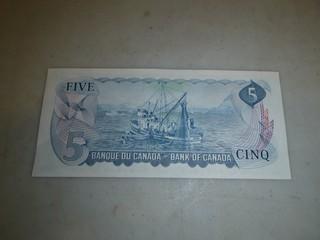 FIVE
5
5
BANQUE DU CANADA - BANK OF CANADA
CINQ